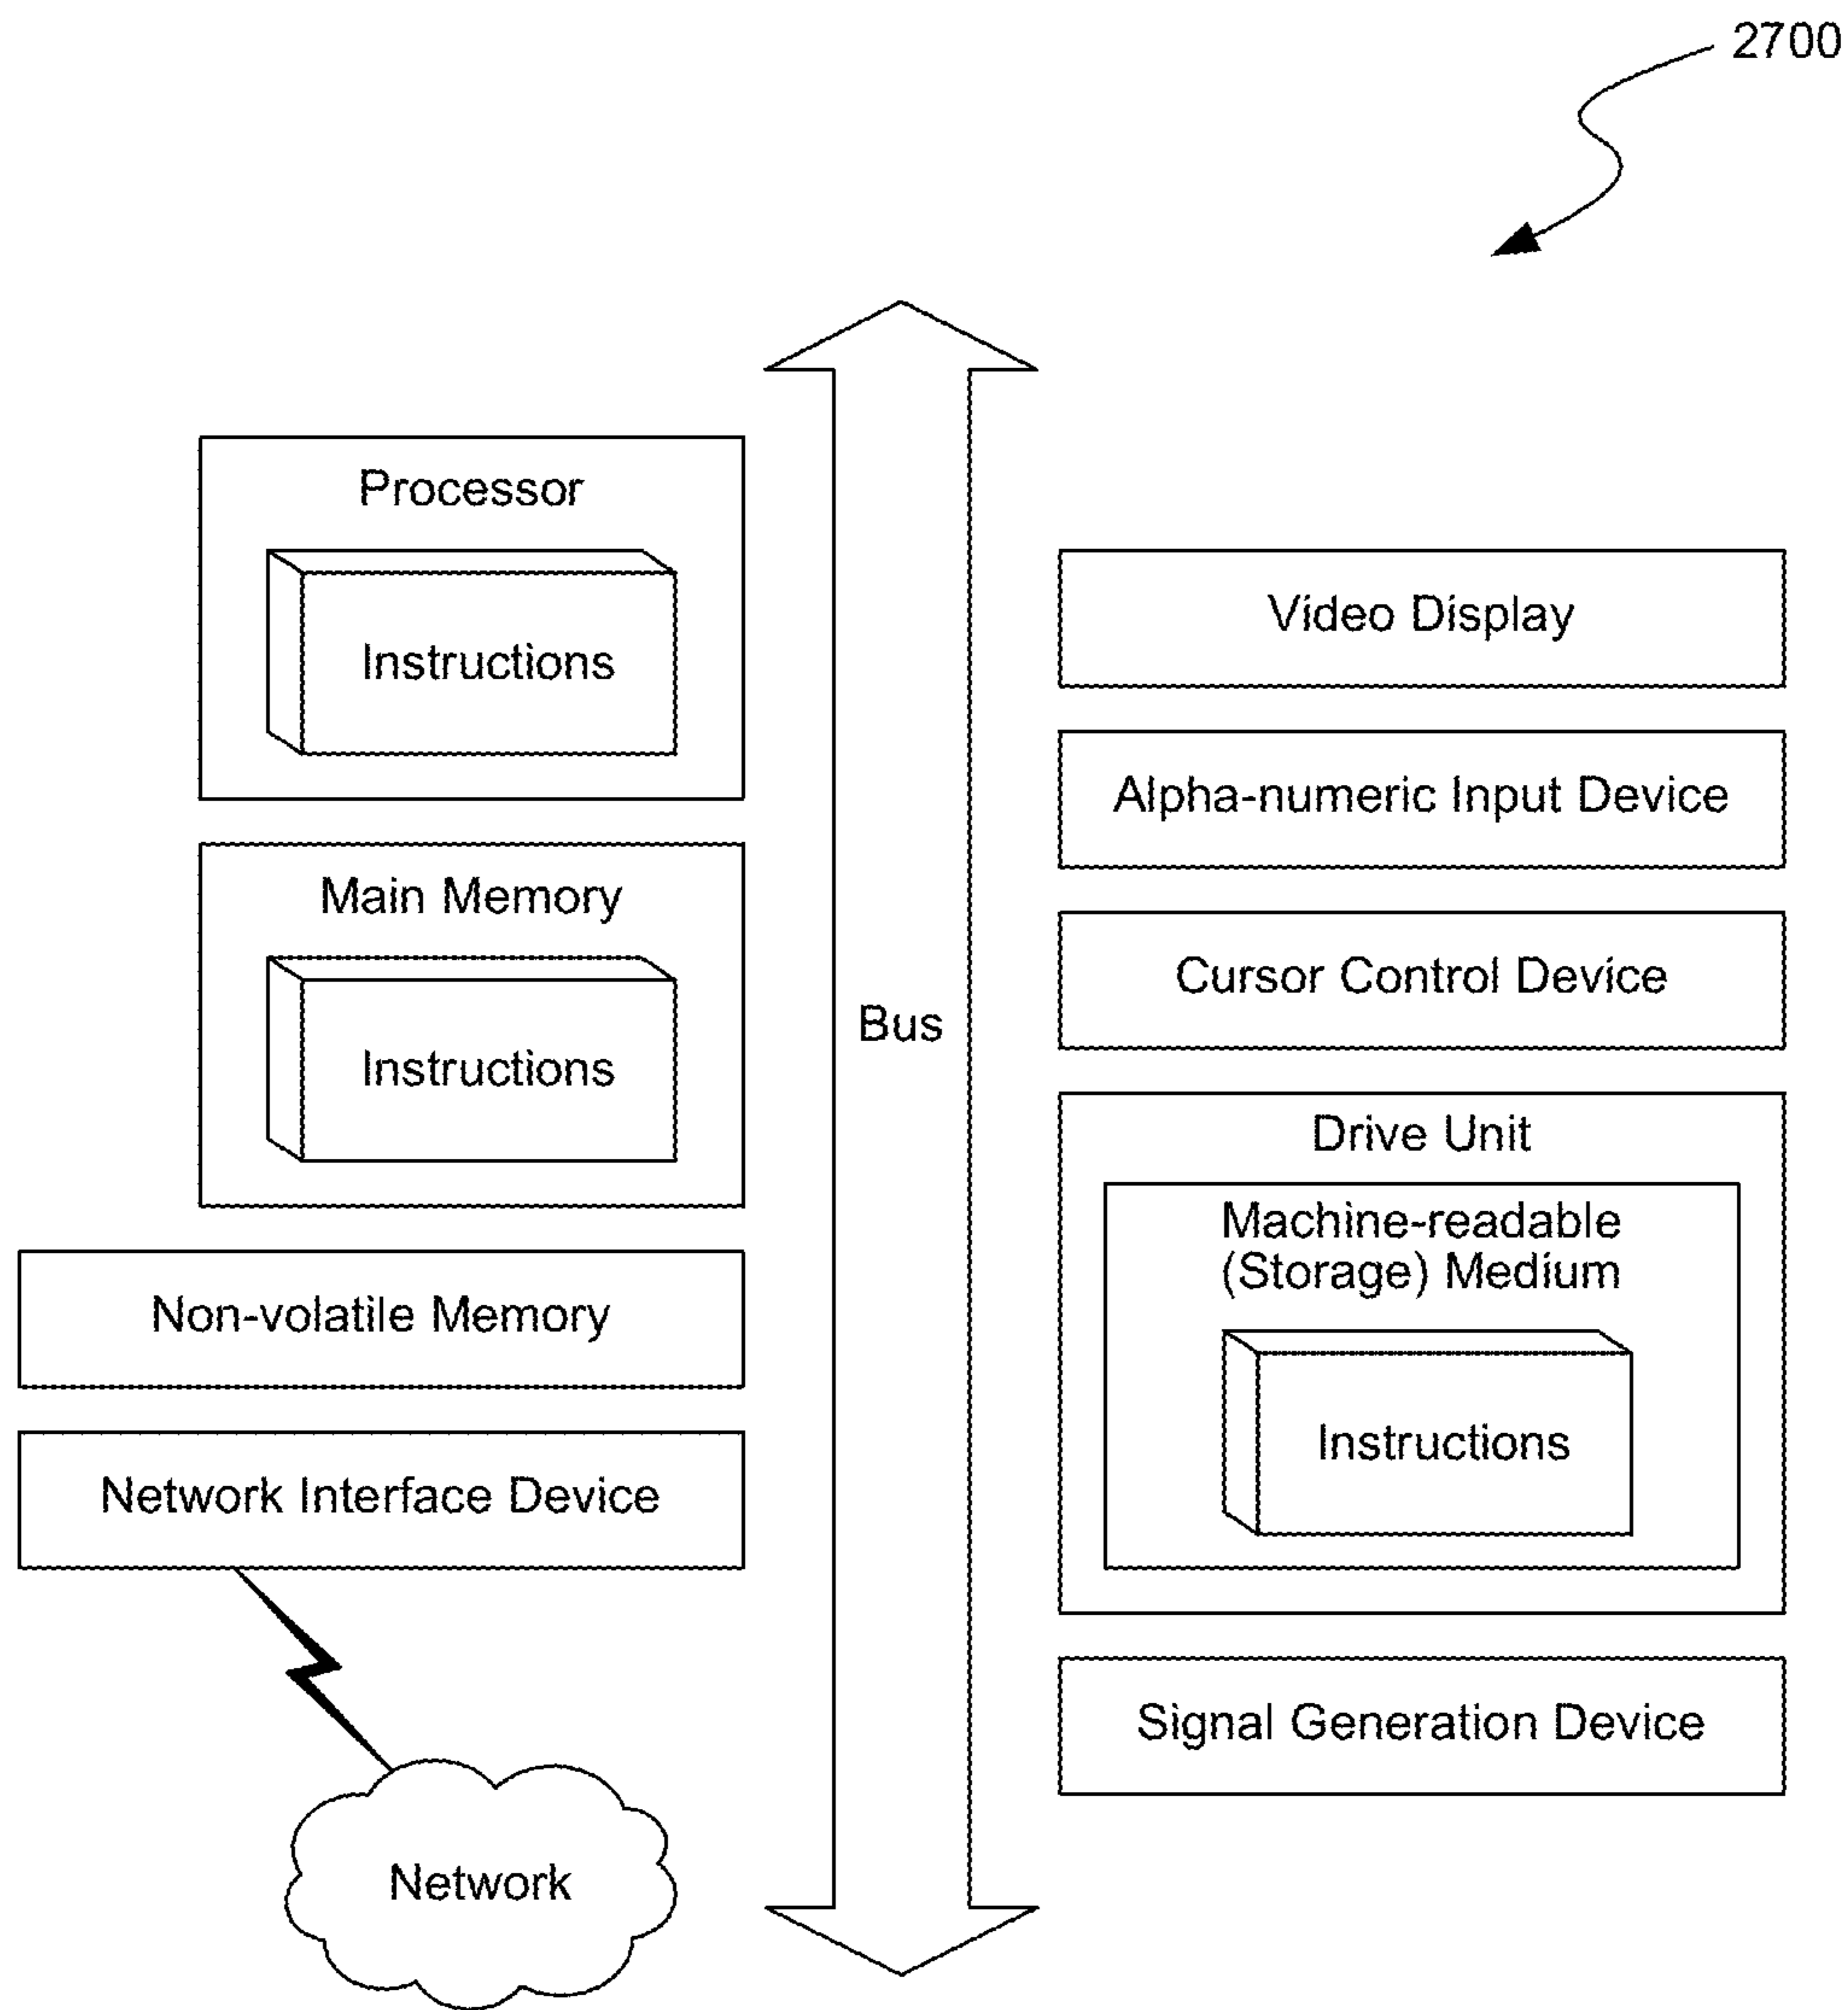 2700
Processor
Instructions
Main Memory
Instructions
Non-volatile Memory
Network Interface Device
Network
Bus
Video Display
Alpha-numeric Input Device
Cursor Control Device
Drive Unit
Machine-readable
(Storage) Medium
Instructions
Signal Generation Device